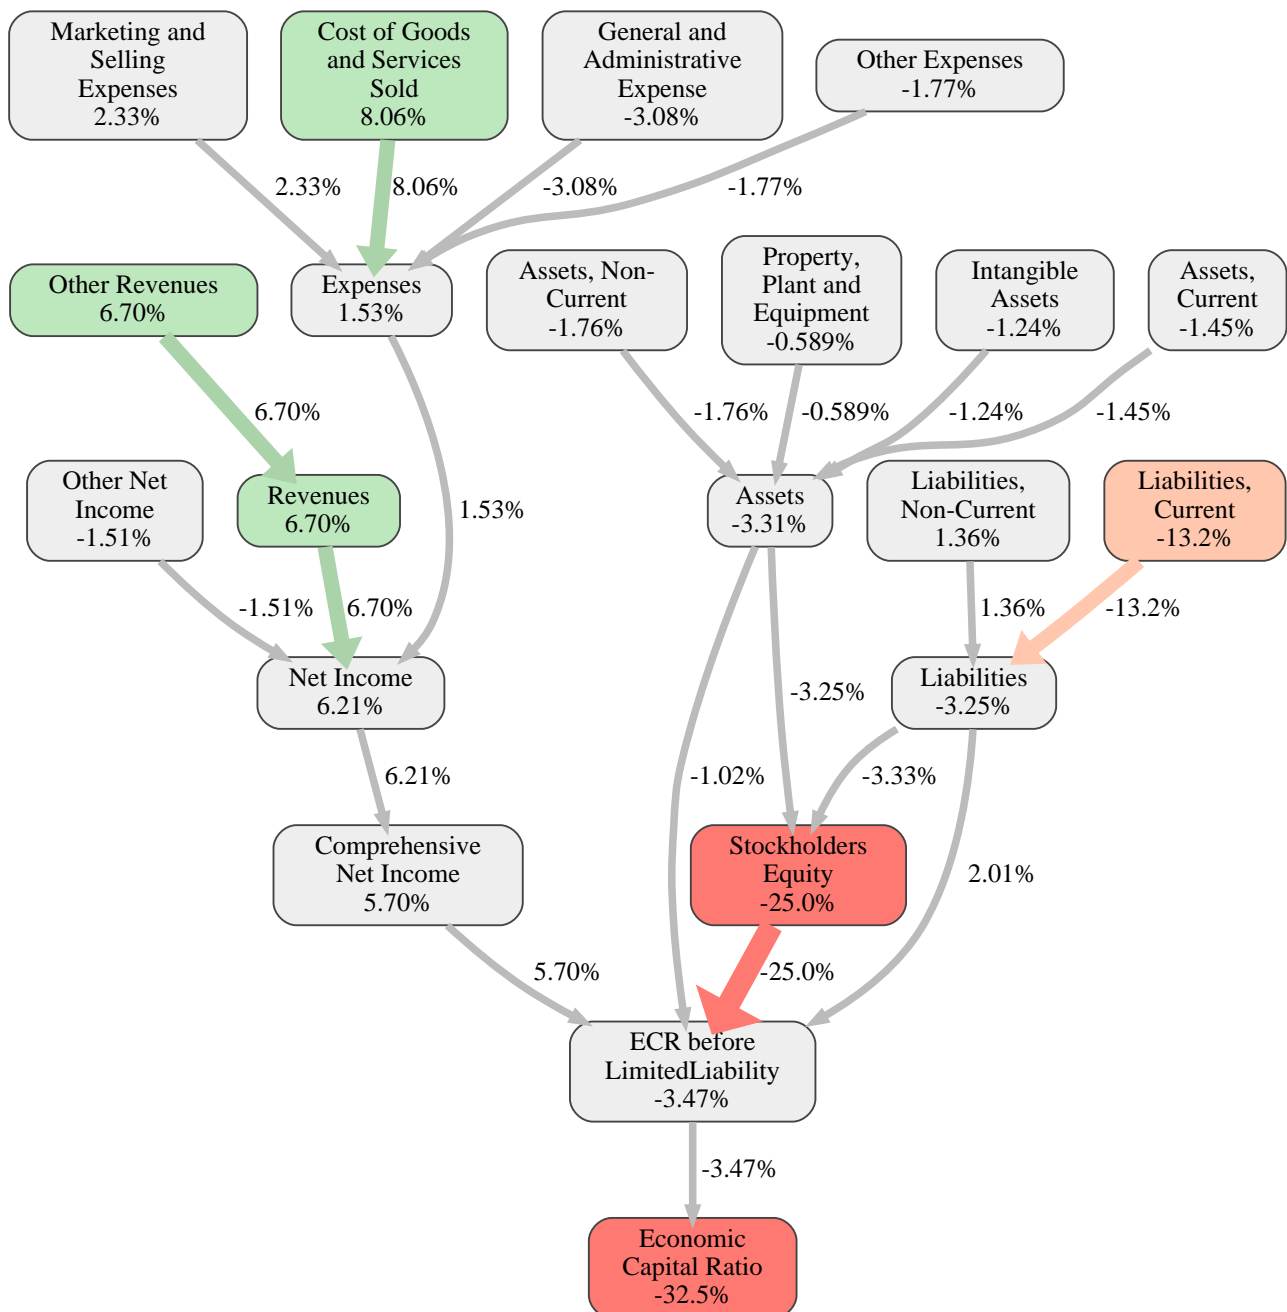 Marketing and
Selling
Expenses
2.33%
Cost of Goods
and Services
Sold
8.06%
General and
Administrative
Expense
-3.08%
Other Expenses
-1.77%
2.33%
8.06%
-3.08%
-1.77%
Other Revenues
6.70%
Expenses
1.53%
Assets, Non-
Current
-1.76%
Property,
Plant and
Equipment
-0.589%
Intangible
Assets
-1.24%
Assets,
Current
-1.45%
6.70%
-1.76%
-0.589%
-1.24%
-1.45%
Other Net
Income
-1.51%
Revenues
6.70%
1.53%
Assets
-3.31%
Liabilities,
Non-Current
1.36%
Liabilities,
Current
-13.2%
-1.51%
6.70%
1.36%
-13.2%
Net Income
6.21%
-3.25%
Liabilities
-3.25%
6.21%
-1.02%
-3.33%
Comprehensive
Net Income
5.70%
Stockholders
Equity
-25.0%
2.01%
5.70%
-25.0%
ECR before
LimitedLiability
-3.47%
-3.47%
Economic
Capital Ratio
-32.5%